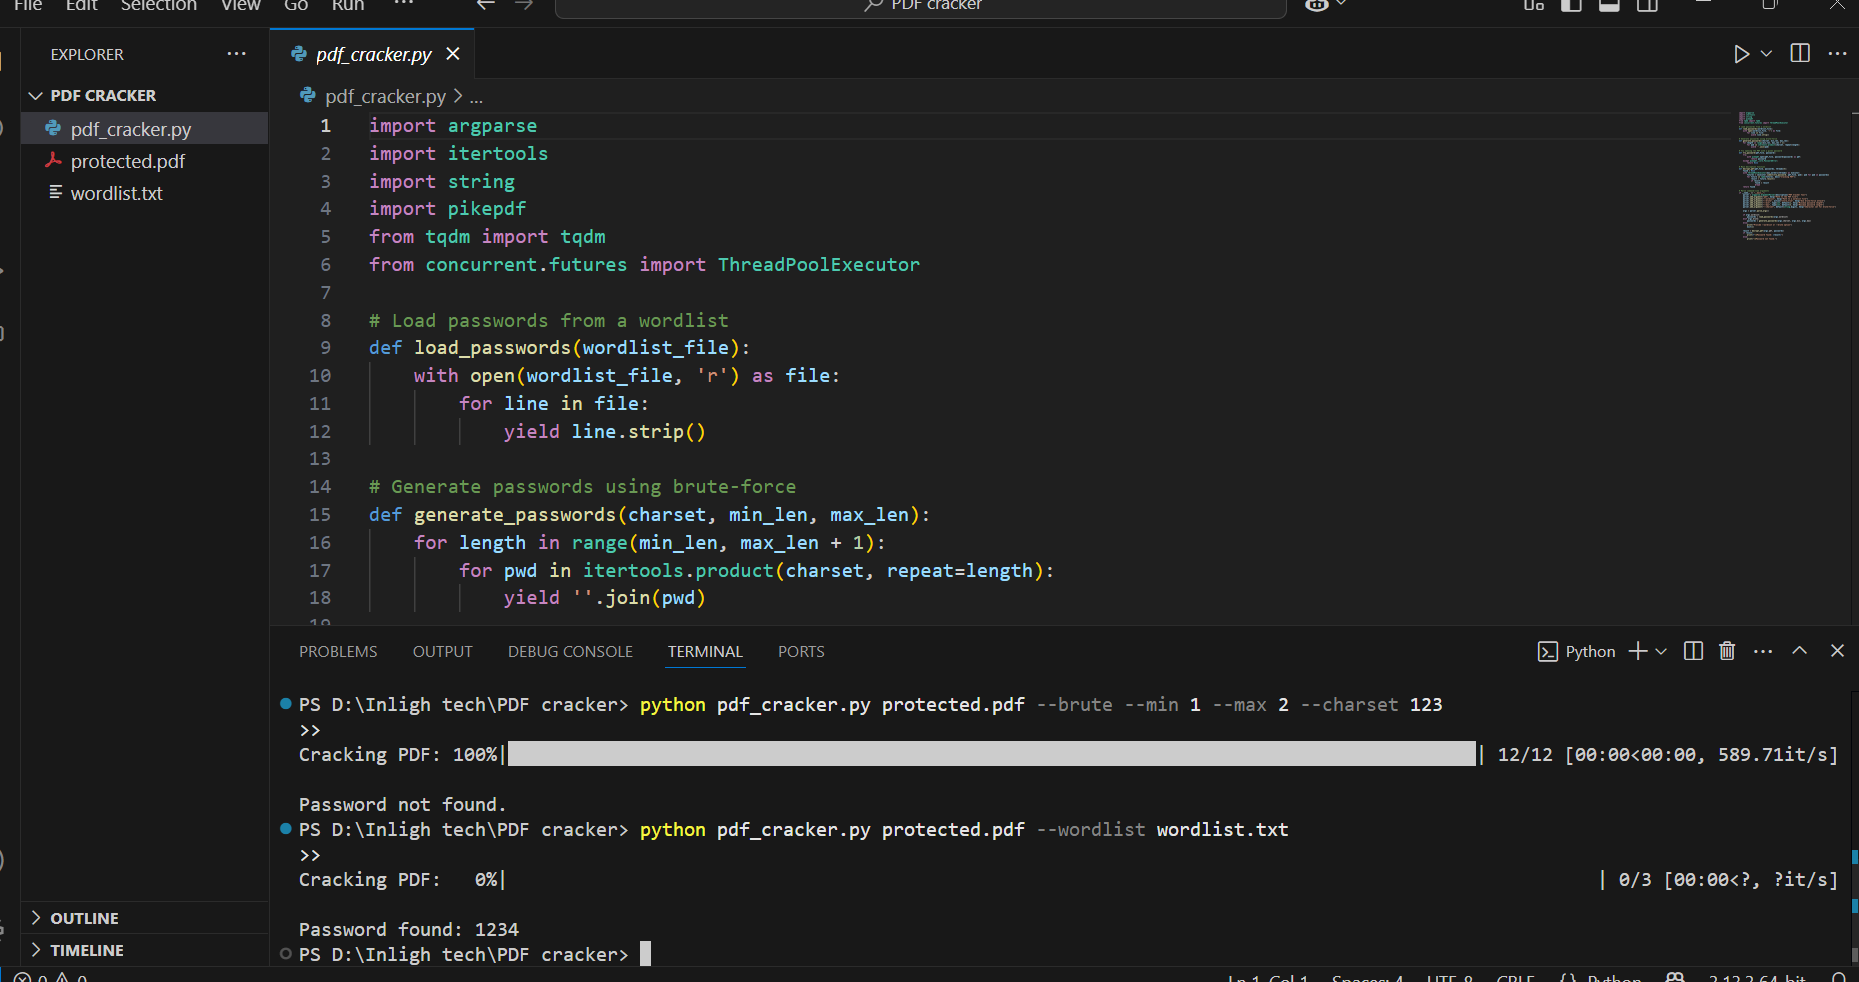 File Edit Selection View Go Run ...
PDF cracker
EXPLORER
PDF CRACKER
pdf_cracker.py
protected.pdf
wordlist.txt
OUTLINE
TIMELINE
pdf_cracker.py
pdf_cracker.py > ...
1 import argparse
2 import itertools
3 import string
4 import pikepdf
5 from tqdm import tqdm
6 from concurrent.futures import ThreadPoolExecutor
7
8 # Load passwords from a wordlist
9 def load_passwords(wordlist_file):
10 with open(wordlist_file, 'r') as file:
11 for line in file:
12 yield line.strip()
13
14 # Generate passwords using brute-force
15 def generate_passwords(charset, min_len, max_len):
16 for length in range(min_len, max_len + 1):
17 for pwd in itertools.product(charset, repeat=length):
18 yield ''.join(pwd)
19
PROBLEMS OUTPUT DEBUG CONSOLE TERMINAL PORTS
Python
PS D:\Inligh tech\PDF cracker> python pdf_cracker.py protected.pdf --brute --min 1 --max 2 --charset 123
>>
Cracking PDF: 100%| | 12/12 [00:00<00:00, 589.71it/s]
Password not found.
PS D:\Inligh tech\PDF cracker> python pdf_cracker.py protected.pdf --wordlist wordlist.txt
>>
Cracking PDF: 0%| | 0/3 [00:00<?, ?it/s]
Password found: 1234
PS D:\Inligh tech\PDF cracker>
0 0 Ln 1, Col 1 Spaces: 4 UTF-8 CRLF {} Python 3.13.3 64-bit